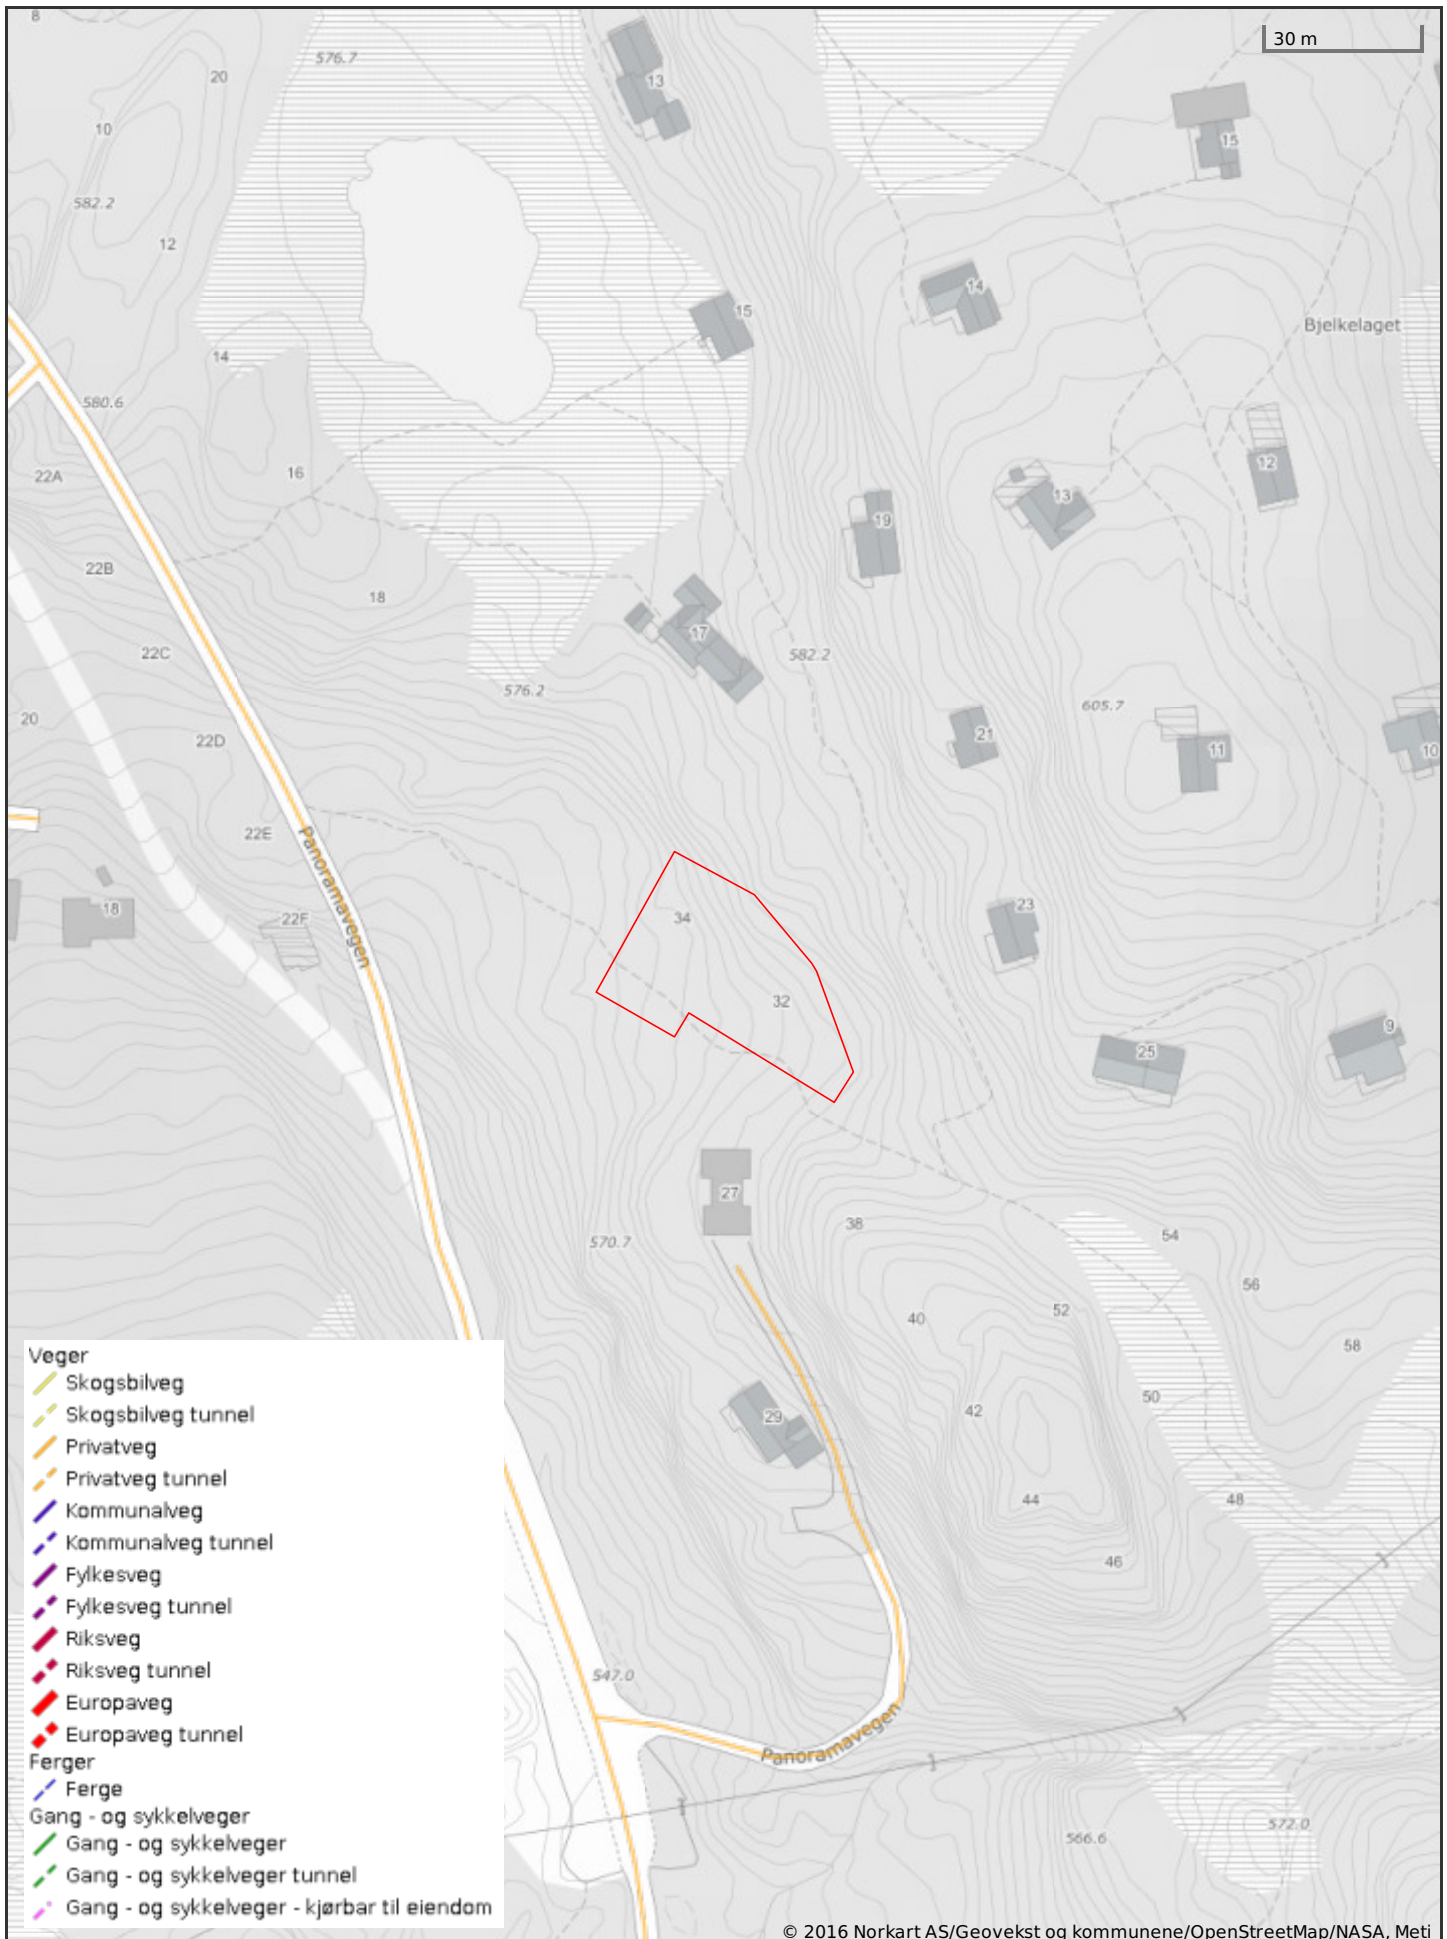 8
576.7
30 m
20
13
10
15
582.2
12
14
15
Bjelkelaget
14
580.6
12
16
22A
13
19
22B
18
17
22C
582.2
576.2
605.7
20
22D
21
11
10
22E
Panoramavegen
18
22F
34
23
32
9
25
27
38
570.7
54
56
52
40
58
50
42
29
44
48
46
547.0
Panoramavegen
566.6
572.0
Veger
Skogsbilveg
Skogsbilveg tunnel
Privatveg
Privatveg tunnel
Kommunalveg
Kommunalveg tunnel
Fylkesveg
Fylkesveg tunnel
Riksveg
Riksveg tunnel
Europaveg
Europaveg tunnel
Ferger
Ferge
Gang - og sykkelveger
Gang - og sykkelveger
Gang - og sykkelveger tunnel
Gang - og sykkelveger - kjørbar til eiendom
© 2016 Norkart AS/Geovekst og kommunene/OpenStreetMap/NASA, Meti